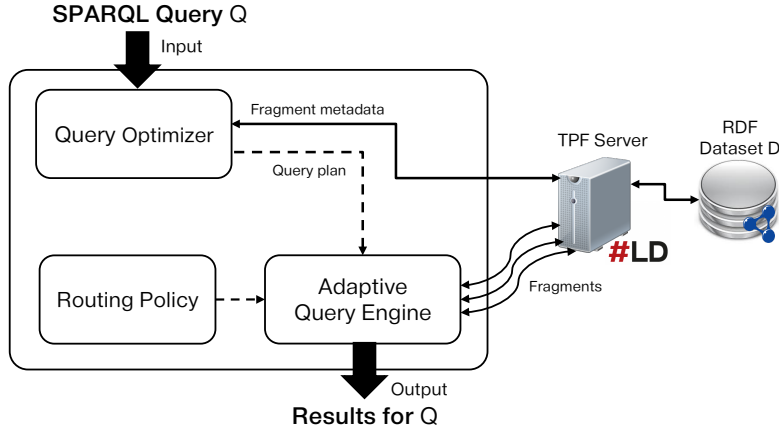 SPARQL Query Q
Input
Query Optimizer
Fragment metadata
Query plan
TPF Server
RDF
Dataset D
#LD
Routing Policy
Adaptive
Query Engine
Fragments
Output
Results for Q